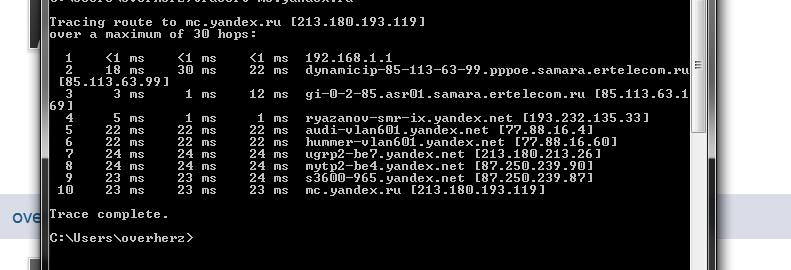 Tracing route to mc.yandex.ru [213.180.193.119]
over a maximum of 30 hops:
1 <1 ms <1 ms <1 ms 192.168.1.1
2 18 ms 30 ms 22 ms dynamicip-85-113-63-99.pppoe.samara.ertelecom.ru
[85.113.63.99]
3 3 ms 1 ms 12 ms gi-0-2-85.asr01.samara.ertelecom.ru [85.113.63.1
69]
4 5 ms 1 ms 1 ms ryazanov-smr-ix.yandex.net [193.232.135.33]
5 22 ms 22 ms 22 ms audi-vlan601.yandex.net [77.88.16.4]
6 22 ms 22 ms 22 ms hummer-vlan601.yandex.net [77.88.16.60]
7 24 ms 24 ms 24 ms ugrp2-be7.yandex.net [213.180.213.26]
8 24 ms 24 ms 24 ms mytp2-be4.yandex.net [87.250.239.90]
9 23 ms 23 ms 24 ms s3600-965.yandex.net [87.250.239.87]
10 23 ms 23 ms 23 ms mc.yandex.ru [213.180.193.119]
Trace complete.
ove
C:\Users\overherz>